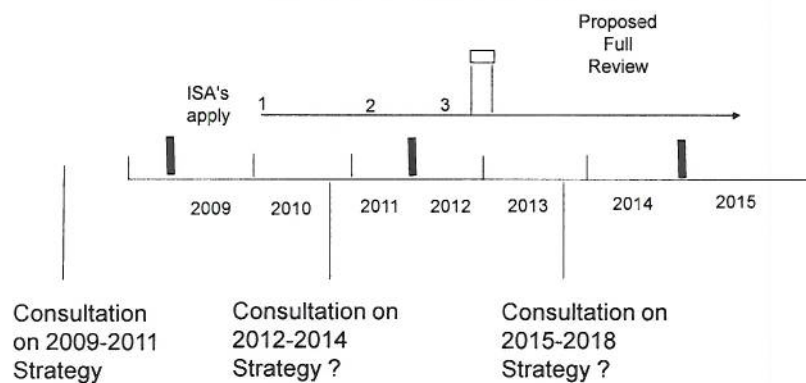 Proposed
Full
Review
ISA's
apply
1
2
3
2009
2010
2011
2012
2013
2014
2015
Consultation
on 2009-2011
Strategy
Consultation on
2012-2014
Strategy ?
Consultation on
2015-2018
Strategy ?